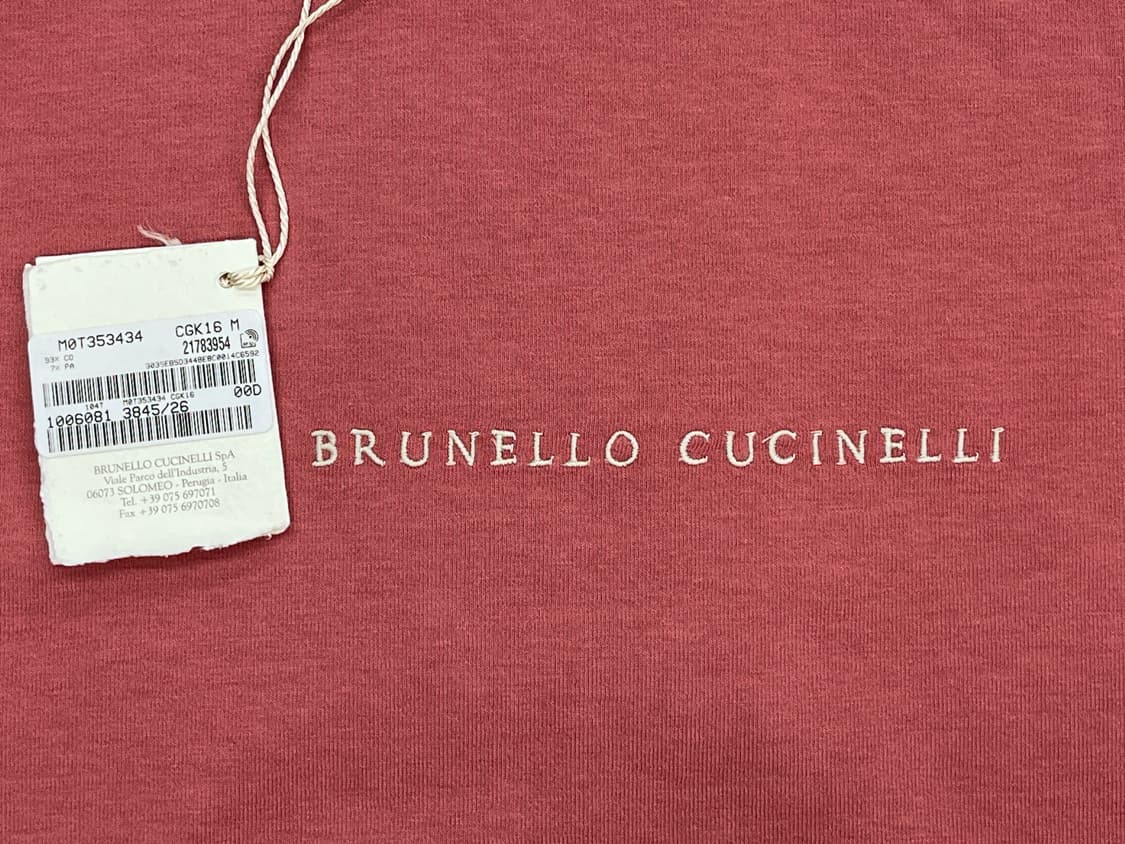 M0T353434 CGK16 M
93% CO 21783954
7% PA
104T M0T353434 CGK16 00D
1006081 3845/26
BRUNELLO CUCINELLI SpA
Viale Parco dell'Industria, 5
06073 SOLOMEO - Perugia - Italia
Tel. +39 075 697071
Fax +39 075 6970708
BRUNELLO CUCINELLI